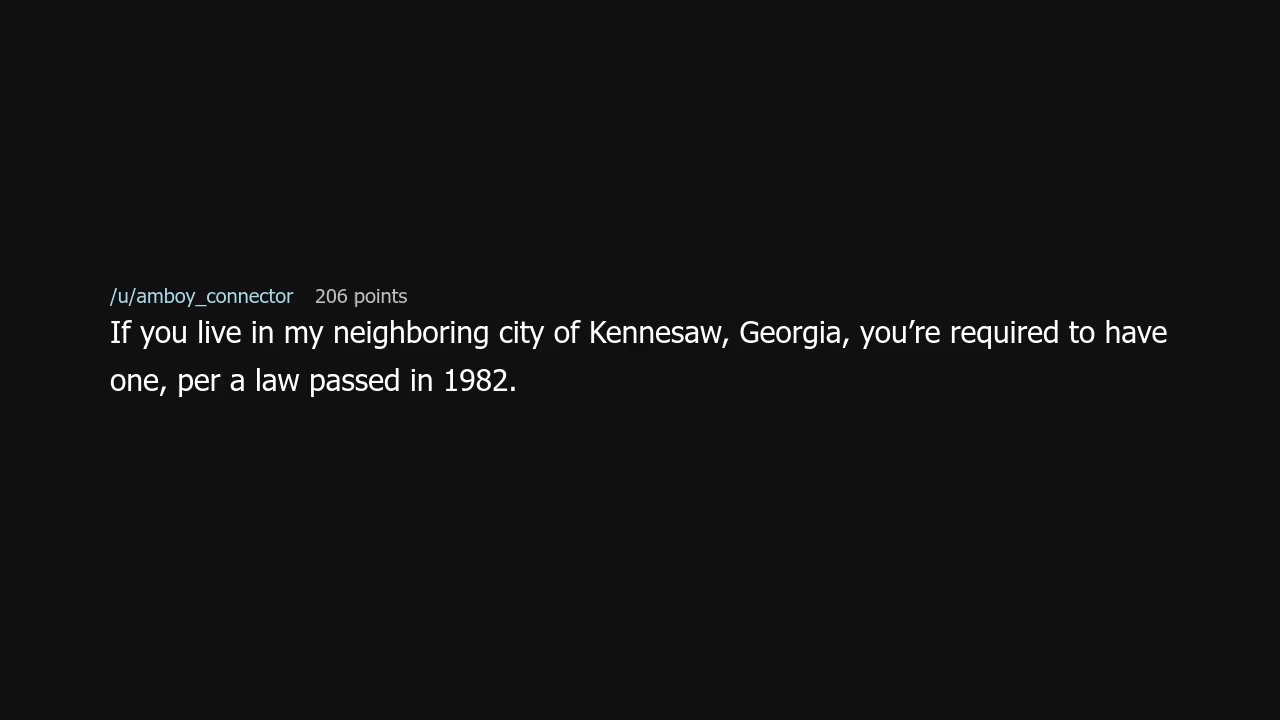 /u/amboy_connector 206 points
If you live in my neighboring city of Kennesaw, Georgia, you’re required to have
one, per a law passed in 1982.